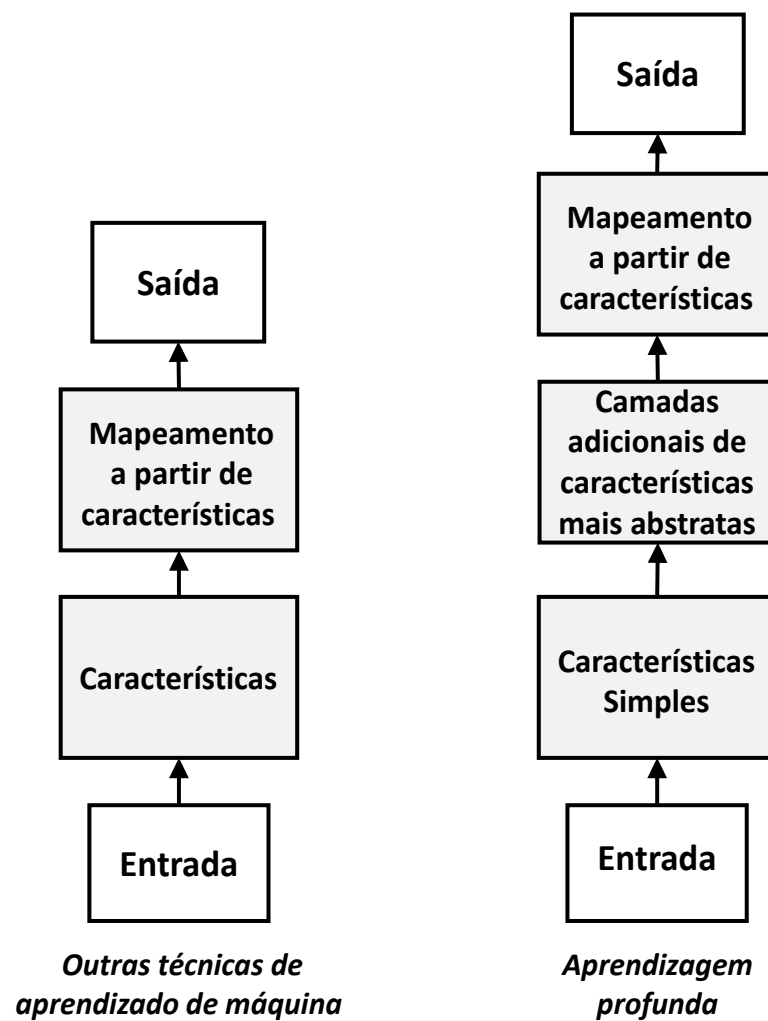 Saída
Mapeamento
a partir de
característicass
Características
Entrada
Outras técnicas de
aprendizado de máquina
Saída
Mapeamento
a partir de
características
Camadas
adicionais de
características
mais abstratas
Características
Simples
Entrada
Aprendizagem
profunda